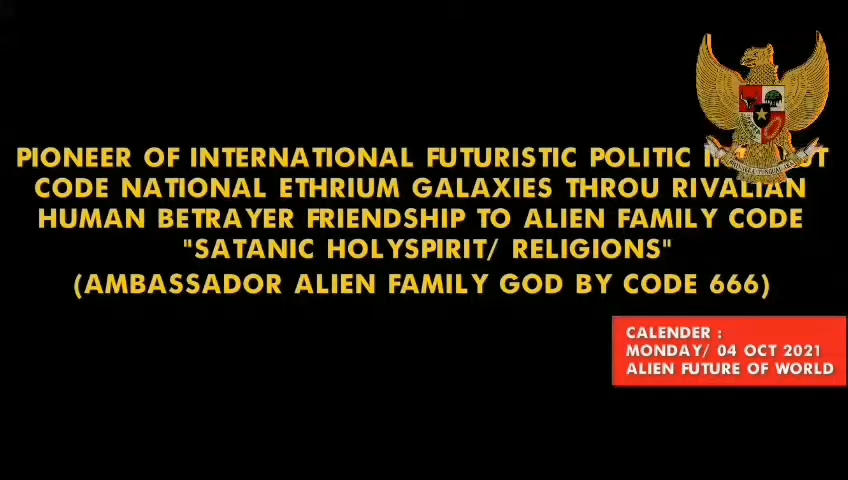 PIONEER OF INTERNATIONAL FUTURISTIC POLITIC
CODE NATIONAL ETHRIUM GALAXIES THROU RIVALIAN
HUMAN BETRAYER FRIENDSHIP TO ALIEN FAMILY CODE
"SATANIC HOLYSPIRIT/ RELIGIONS"
(AMBASSADOR ALIEN FAMILY GOD BY CODE 666)
CALENDER :
MONDAY/ 04 OCT 2021
ALIEN FUTURE OF WORLD